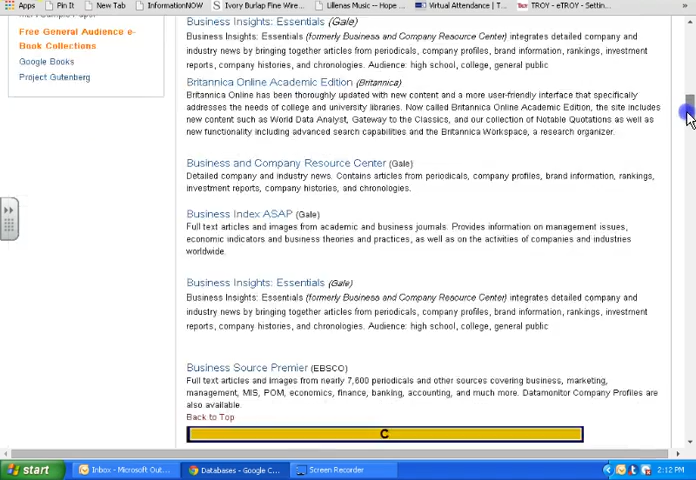 Apps Pin It New Tab InformationNOW Ivory Burlap Fine Wire... Lillenas Music -- Hope ... Virtual Attendance | T... TROY - eTROY - Settin...
Free General Audience e-
Book Collections
Google Books
Project Gutenberg
Business Insights: Essentials (Gale)
Business Insights: Essentials (formerly Business and Company Resource Center) integrates detailed company and
industry news by bringing together articles from periodicals, company profiles, brand information, rankings, investment
reports, company histories, and chronologies. Audience: high school, college, general public
Britannica Online Academic Edition (Britannica)
Britannica Online has been thoroughly updated with new content and a more user-friendly interface that specifically
addresses the needs of college and university libraries. Now called Britannica Online Academic Edition, the site includes
new content such as World Data Analyst, Gateway to the Classics, and our collection of Notable Quotations as well as
new functionality including advanced search capabilities and the Britannica Workspace, a research organizer.
Business and Company Resource Center (Gale)
Detailed company and industry news. Contains articles from periodicals, company profiles, brand information, rankings,
investment reports, company histories, and chronologies.
Business Index ASAP (Gale)
Full text articles and images from academic and business journals. Provides information on management issues,
economic indicators and business theories and practices, as well as on the activities of companies and industries
worldwide.
Business Insights: Essentials (Gale)
Business Insights: Essentials (formerly Business and Company Resource Center) integrates detailed company and
industry news by bringing together articles from periodicals, company profiles, brand information, rankings, investment
reports, company histories, and chronologies. Audience: high school, college, general public
Business Source Premier (EBSCO)
Full text articles and images from nearly 7,600 periodicals and other sources covering business, marketing,
management, MIS, POM, economics, finance, banking, accounting, and much more. Datamonitor Company Profiles are
also available.
Back to Top
C
start Inbox - Microsoft Out... Databases - Google C... Screen Recorder 2:12 PM